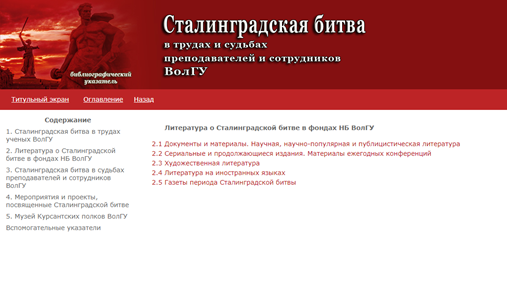 Сталинградская битва
в трудах и судьбах
преподавателей и сотрудников
ВолГУ
библиографический
указатель
Титульный экран Оглавление Назад
Содержание
1. Сталинградская битва в трудах
ученых ВолГУ
2. Литература о Сталинградской
битве в фондах НБ ВолГУ
3. Сталинградская битва в судьбах
преподавателей и сотрудников
ВолГУ
4. Мероприятия и проекты,
посвященные Сталинградской битве
5. Музей Курсантских полков ВолГУ
Вспомогательные указатели
Литература о Сталинградской битве в фондах НБ ВолГУ
2.1 Документы и материалы. Научная, научно-популярная и публицистическая литература
2.2 Сериальные и продолжающиеся издания. Материалы ежегодных конференций
2.3 Художественная литература
2.4 Литература на иностранных языках
2.5 Газеты периода Сталинградской битвы